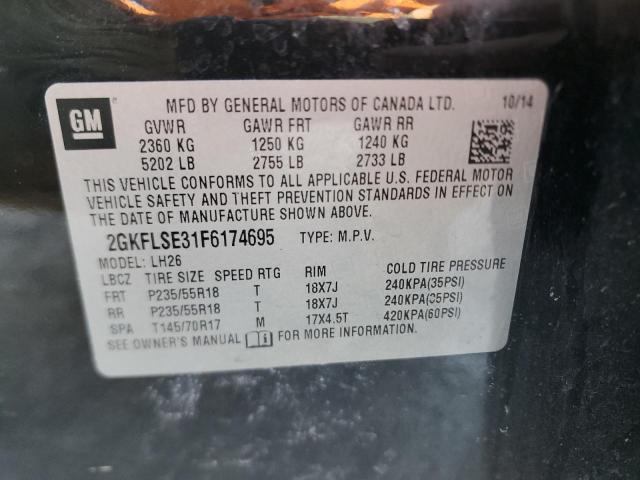 GM
MFD BY GENERAL MOTORS OF CANADA LTD. 10/14
GVWR GAWR FRT GAWR RR
2360 KG 1250 KG 1240 KG
5202 LB 2755 LB 2733 LB
THIS VEHICLE CONFORMS TO ALL APPLICABLE U.S. FEDERAL MOTOR
VEHICLE SAFETY AND THEFT PREVENTION STANDARDS IN EFFECT ON
THE DATE OF MANUFACTURE SHOWN ABOVE.
2GKFLSE31F6174695 TYPE: M.P.V.
MODEL: LH26
LBCZ TIRE SIZE SPEED RTG RIM COLD TIRE PRESSURE
FRT P235/55R18 T 18X7J 240KPA(35PSI)
RR P235/55R18 T 18X7J 240KPA(35PSI)
SPA T145/70R17 M 17X4.5T 420KPA(60PSI)
SEE OWNER'S MANUAL FOR MORE INFORMATION.